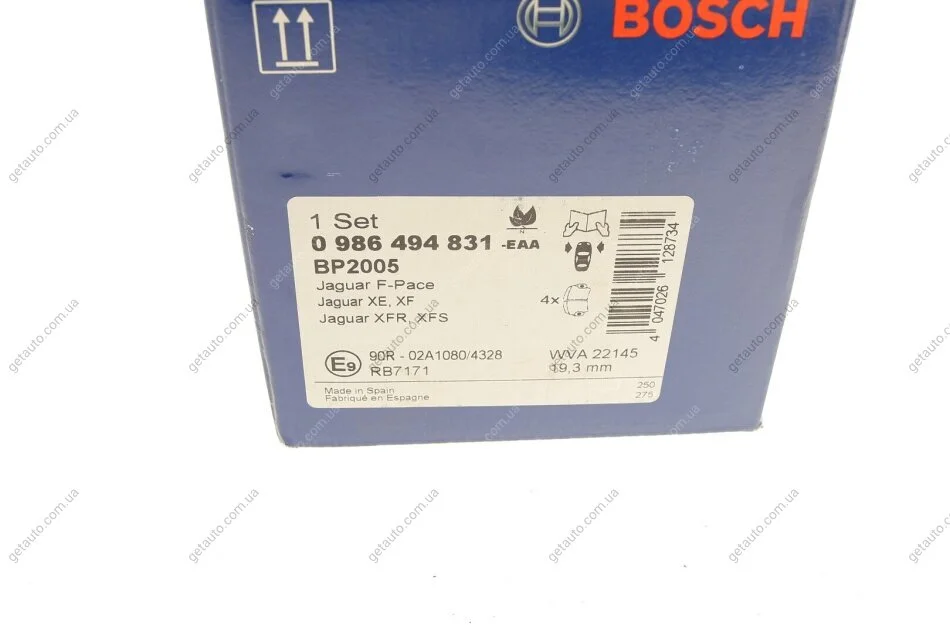 BOSCH
1 Set
0 986 494 831 -EAA
BP2005
Jaguar F-Pace
Jaguar XE, XF
Jaguar XFR, XFS
4x
4 047026 128734
E9
90R - 02A1080/4328
RB7171
WVA 22145
19,3 mm
Made in Spain
Fabriqué en Espagne
250
275
getauto.com.ua